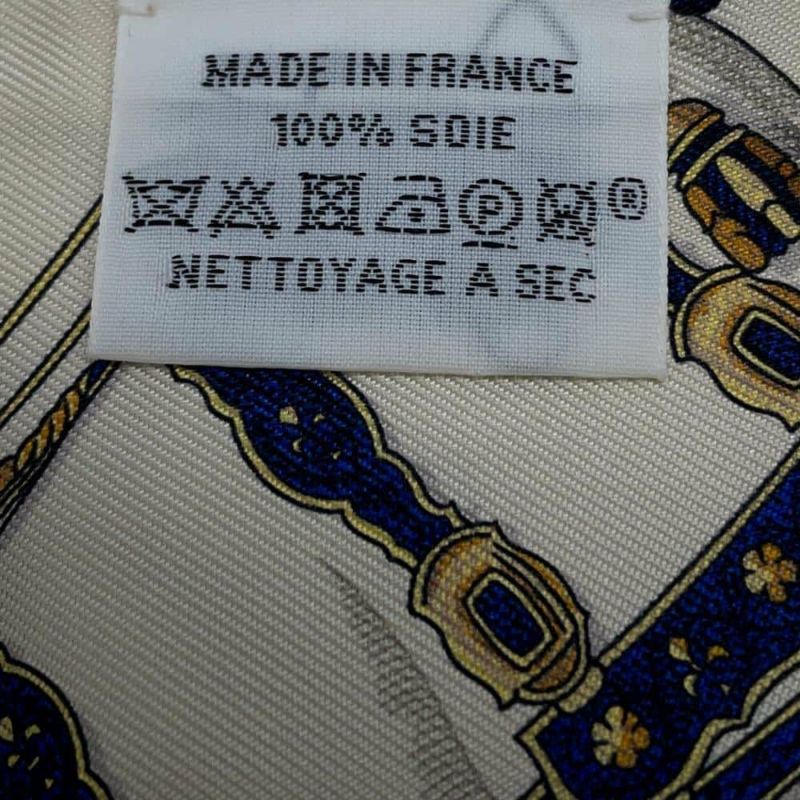 MADE IN FRANCE
100% SOIE
P ®
NETTOYAGE A SEC